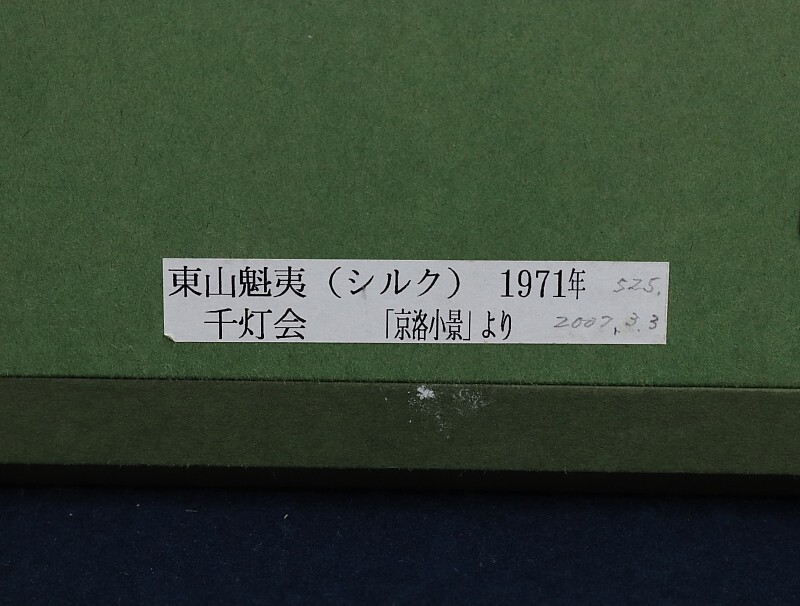 東山魁夷（シルク） 1971年 525.
千灯会 「京洛小景」より 2007.3.3